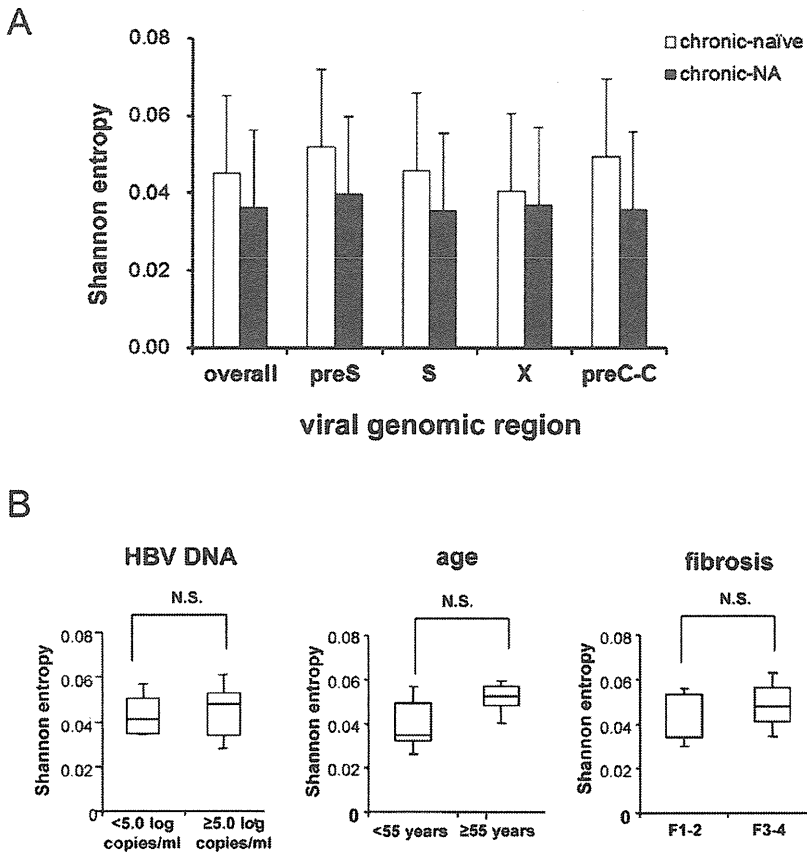 A
chronic-naïve
chronic-NA
Shannon entropy
0.08
0.06
0.04
0.02
0.00
overall preS S X preC-C
viral genomic region
B
HBV DNA
N.S.
Shannon entropy
0.08
0.06
0.04
0.02
0
<5.0 log copies/ml
≥5.0 log copies/ml
age
N.S.
Shannon entropy
0.08
0.06
0.04
0.02
0
<55 years ≥55 years
fibrosis
N.S.
Shannon entropy
0.08
0.06
0.04
0.02
0
F1-2 F3-4